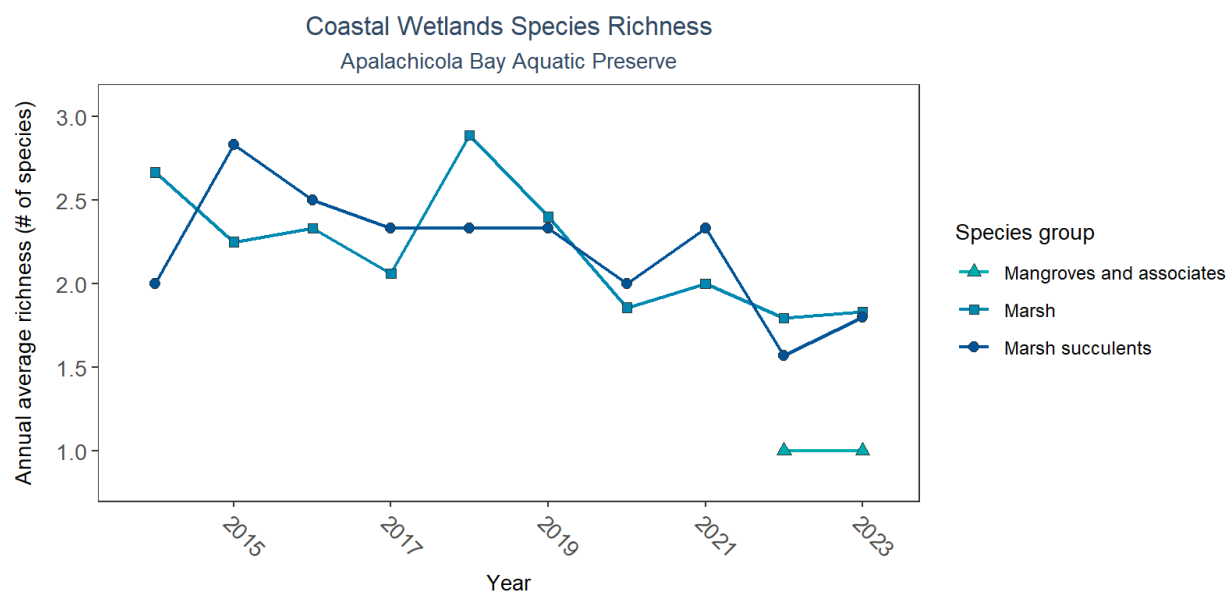 Coastal Wetlands Species Richness
Apalachicola Bay Aquatic Preserve
Annual average richness (# of species)
3.0
2.5
2.0
1.5
1.0
2015
2017
2019
2021
2023
Year
Species group
Mangroves and associates
Marsh
Marsh succulents